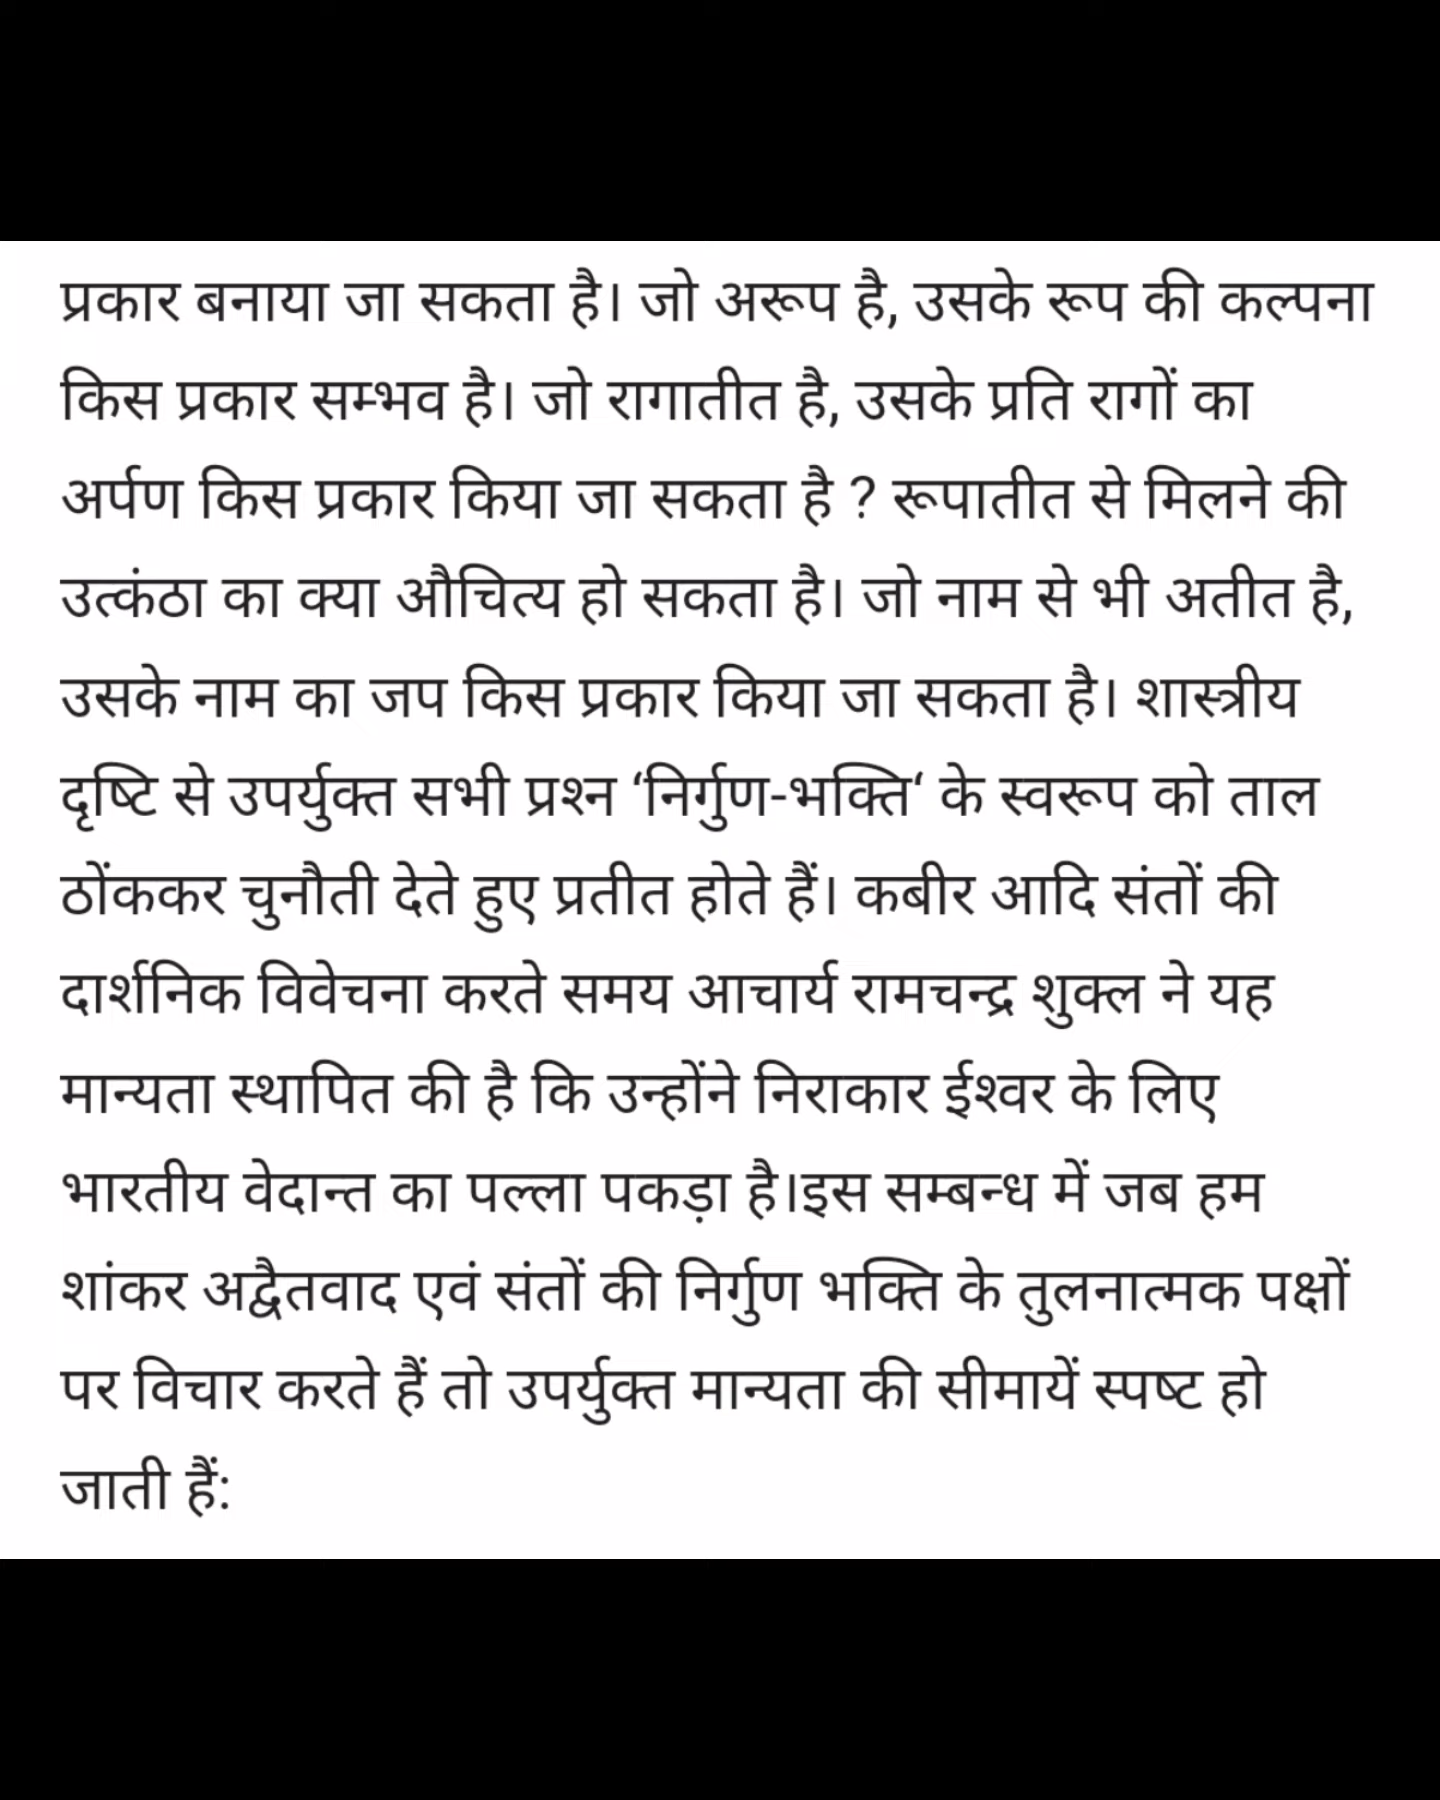 प्रकार बनाया जा सकता है। जो अरूप है, उसके रूप की कल्पना
किस प्रकार सम्भव है। जो रागातीत है, उसके प्रति रागों का
अर्पण किस प्रकार किया जा सकता है ? रूपातीत से मिलने की
उत्कंठा का क्या औचित्य हो सकता है। जो नाम से भी अतीत है,
उसके नाम का जप किस प्रकार किया जा सकता है। शास्त्रीय
दृष्टि से उपर्युक्त सभी प्रश्न ‘निर्गुण-भक्ति‘ के स्वरूप को ताल
ठोंककर चुनौती देते हुए प्रतीत होते हैं। कबीर आदि संतों की
दार्शनिक विवेचना करते समय आचार्य रामचन्द्र शुक्ल ने यह
मान्यता स्थापित की है कि उन्होंने निराकार ईश्वर के लिए
भारतीय वेदान्त का पल्ला पकड़ा है।इस सम्बन्ध में जब हम
शांकर अद्वैतवाद एवं संतों की निर्गुण भक्ति के तुलनात्मक पक्षों
पर विचार करते हैं तो उपर्युक्त मान्यता की सीमायें स्पष्ट हो
जाती हैं: